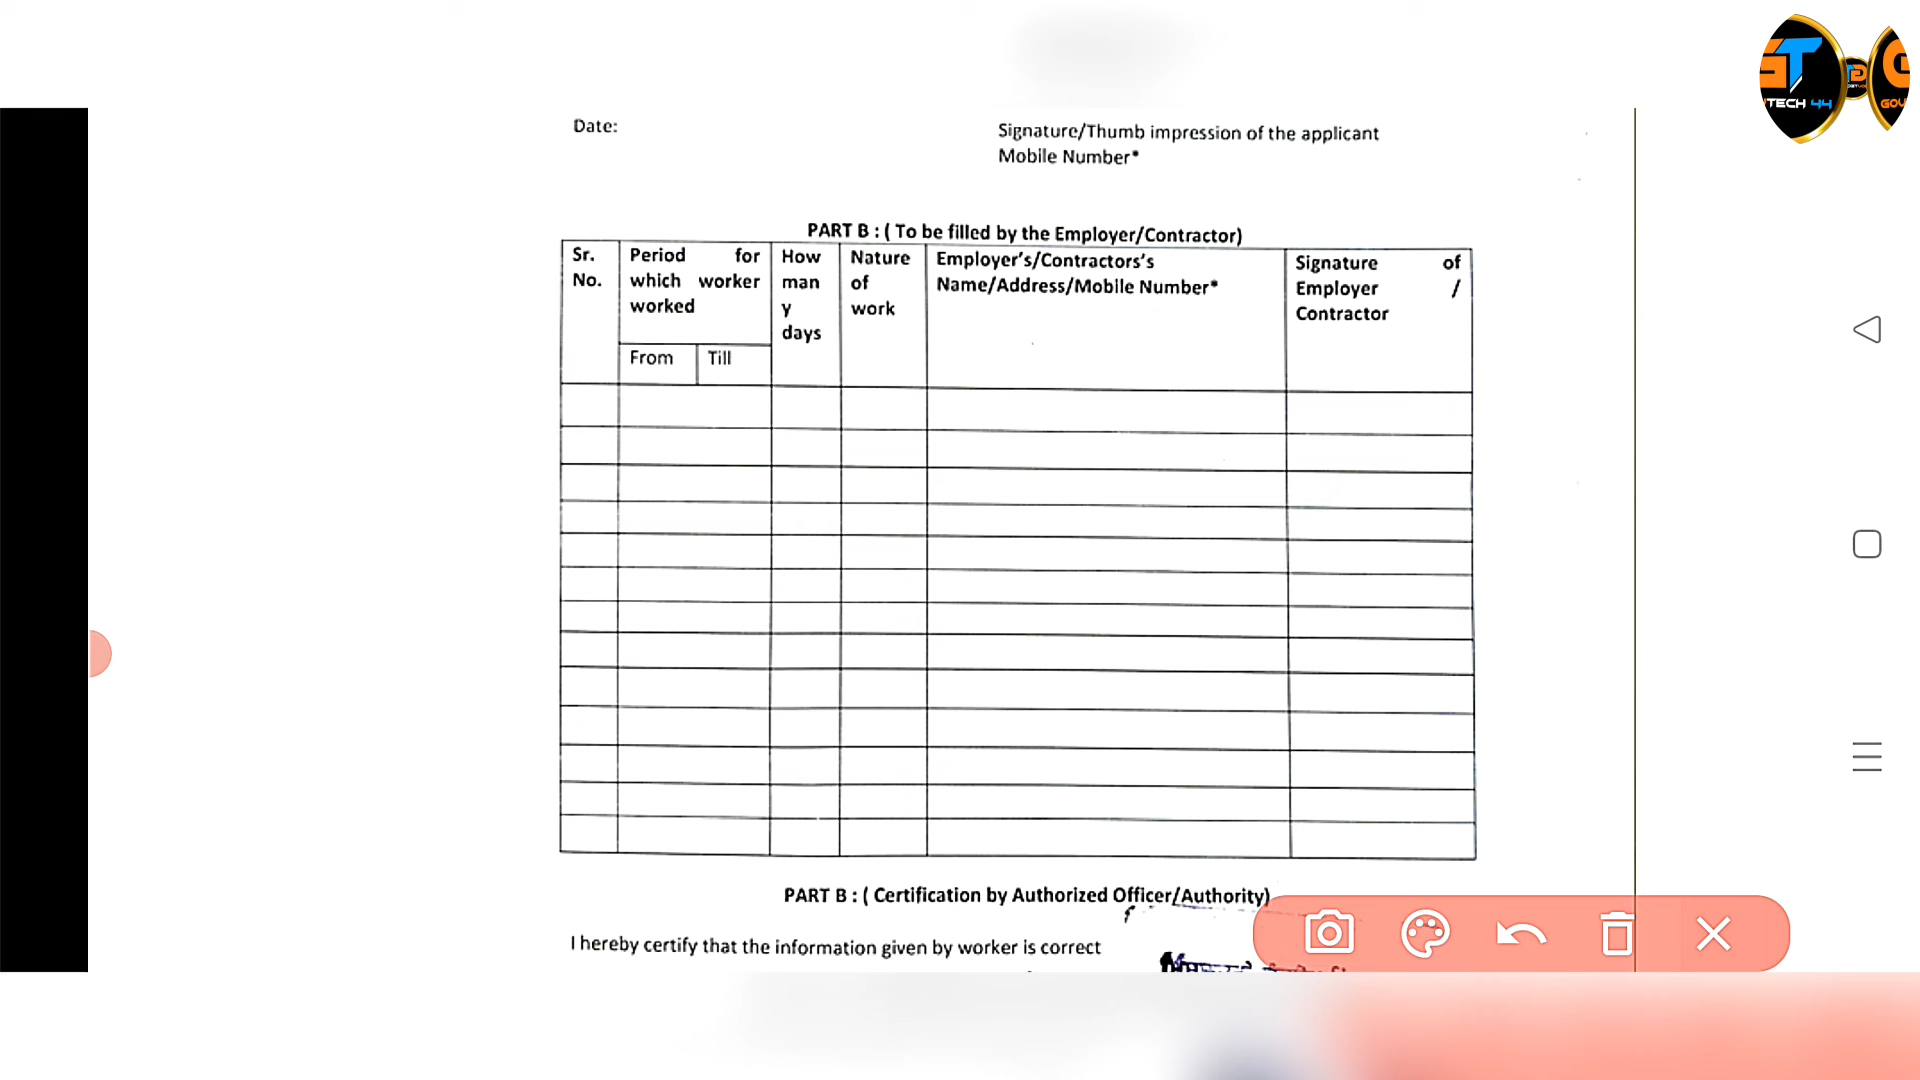 Date:
Signature/Thumb impression of the applicant
Mobile Number*
PART B : ( To be filled by the Employer/Contractor)
Sr.
No.
Period for
which worker
worked
From
Till
How
man
y
days
Nature
of
work
Employer's/Contractors's
Name/Address/Mobile Number*
Signature of
Employer /
Contractor
PART B : ( Certification by Authorized Officer/Authority)
I hereby certify that the information given by worker is correct
TECH 44